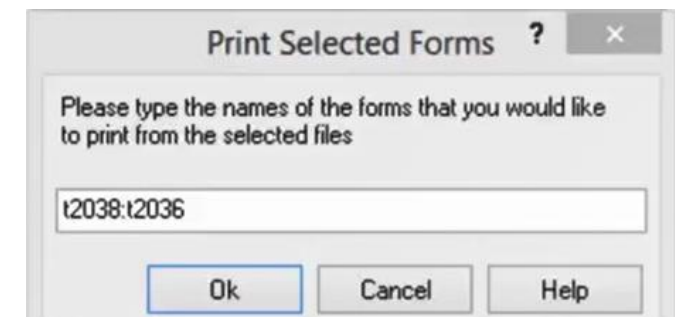 Print Selected Forms ? ×
Please type the names of the forms that you would like
to print from the selected files
t2038:t2036
Ok Cancel Help